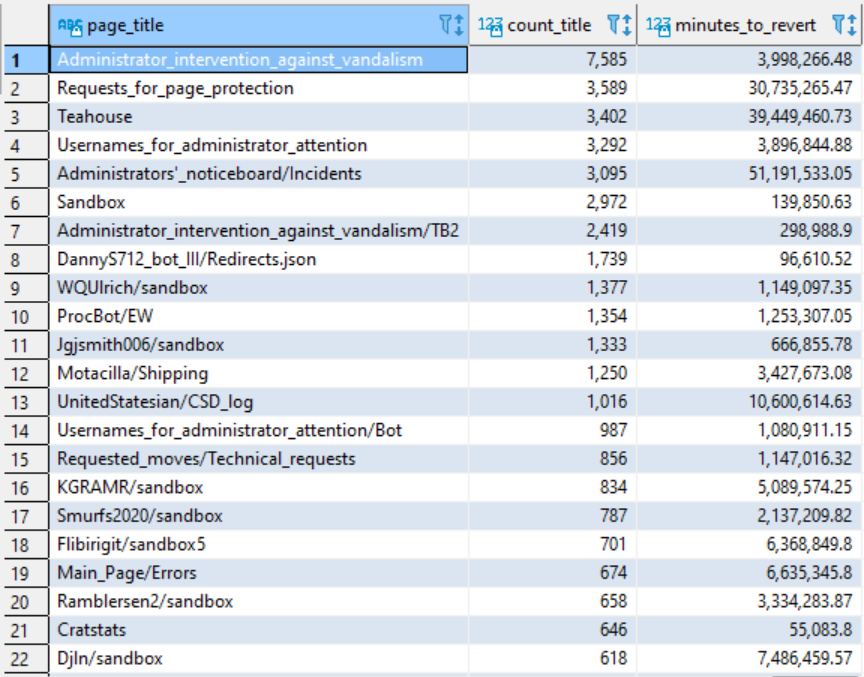 ABC page_title 123 count_title 123 minutes_to_revert
1 Administrator_intervention_against_vandalism 7,585 3,998,266.48
2 Requests_for_page_protection 3,589 30,735,265.47
3 Teahouse 3,402 39,449,460.73
4 Usernames_for_administrator_attention 3,292 3,896,844.88
5 Administrators'_noticeboard/Incidents 3,095 51,191,533.05
6 Sandbox 2,972 139,850.63
7 Administrator_intervention_against_vandalism/TB2 2,419 298,988.9
8 DannyS712_bot_III/Redirects.json 1,739 96,610.52
9 WQUlrich/sandbox 1,377 1,149,097.35
10 ProcBot/EW 1,354 1,253,307.05
11 Jgjsmith006/sandbox 1,333 666,855.78
12 Motacilla/Shipping 1,250 3,427,673.08
13 UnitedStatesian/CSD_log 1,016 10,600,614.63
14 Usernames_for_administrator_attention/Bot 987 1,080,911.15
15 Requested_moves/Technical_requests 856 1,147,016.32
16 KGRAMR/sandbox 834 5,089,574.25
17 Smurfs2020/sandbox 787 2,137,209.82
18 Flibirigit/sandbox5 701 6,368,849.8
19 Main_Page/Errors 674 6,635,345.8
20 Ramblersen2/sandbox 658 3,334,283.87
21 Cratstats 646 55,083.8
22 Djln/sandbox 618 7,486,459.57